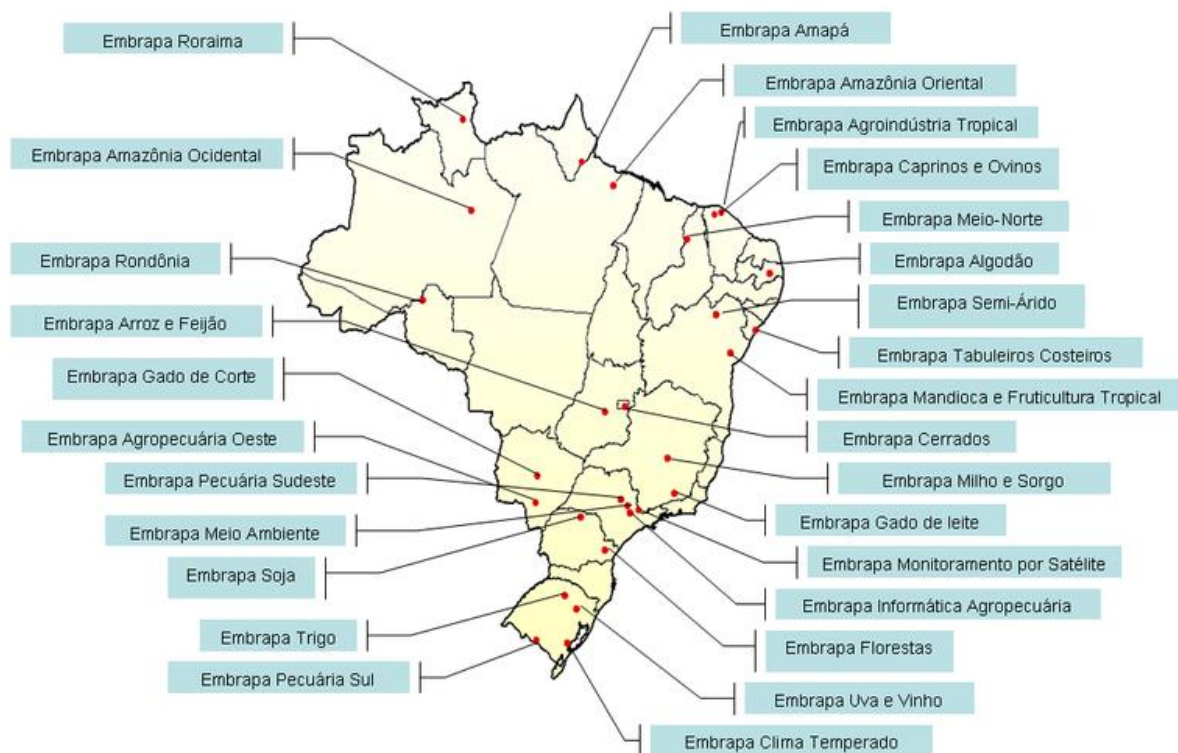 Embrapa Roraima
Embrapa Amazônia Ocidental
Embrapa Rondônia
Embrapa Arroz e Feijão
Embrapa Gado de Corte
Embrapa Agropecuária Oeste
Embrapa Pecuária Sudeste
Embrapa Meio Ambiente
Embrapa Soja
Embrapa Trigo
Embrapa Pecuária Sul
Embrapa Amapá
Embrapa Amazônia Oriental
Embrapa Agroindústria Tropical
Embrapa Caprinos e Ovinos
Embrapa Meio-Norte
Embrapa Algodão
Embrapa Semi-Árido
Embrapa Tabuleiros Costeiros
Embrapa Mandioca e Fruticultura Tropical
Embrapa Cerrados
Embrapa Milho e Sorgo
Embrapa Gado de leite
Embrapa Monitoramento por Satélite
Embrapa Informática Agropecuária
Embrapa Florestas
Embrapa Uva e Vinho
Embrapa Clima Temperado